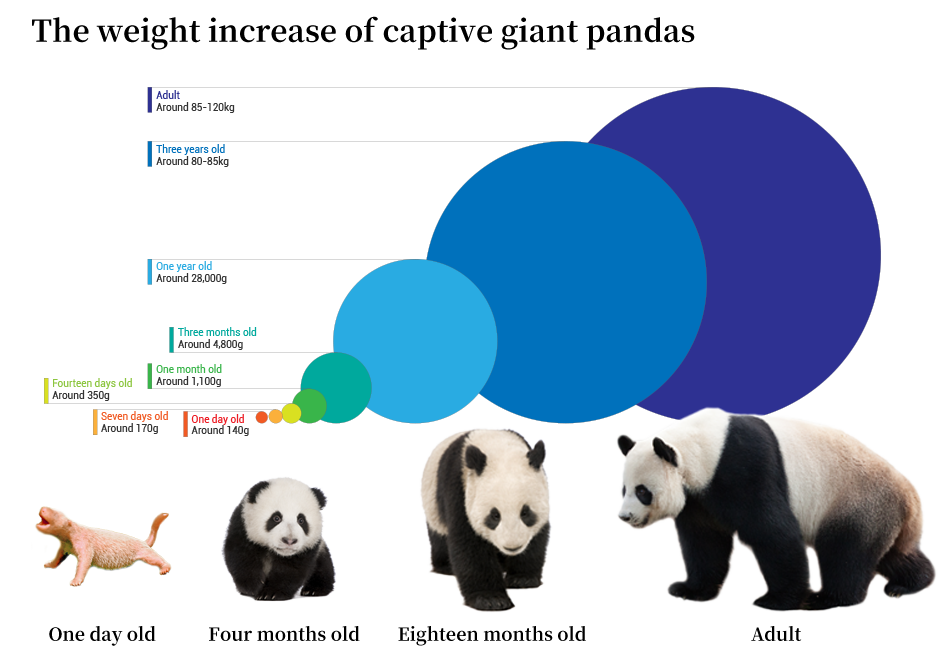 The weight increase of captive giant pandas
Adult
Around 85-120kg
Three years old
Around 80-85kg
One year old
Around 28,000g
Three months old
Around 4,800g
One month old
Around 1,100g
Fourteen days old
Around 350g
Seven days old
Around 170g
One day old
Around 140g
One day old
Four months old
Eighteen months old
Adult